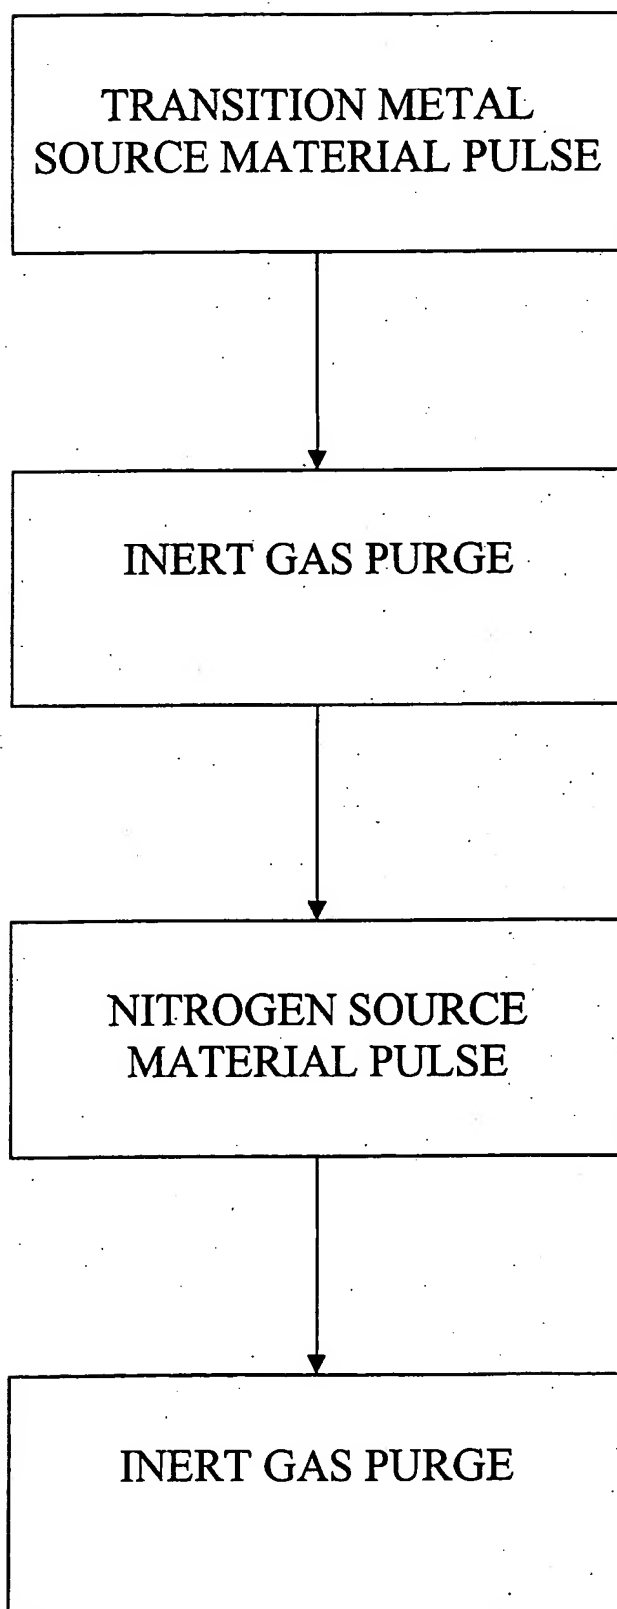 TRANSITION METAL
SOURCE MATERIAL PULSE
INERT GAS PURGE
NITROGEN SOURCE
MATERIAL PULSE
INERT GAS PURGE